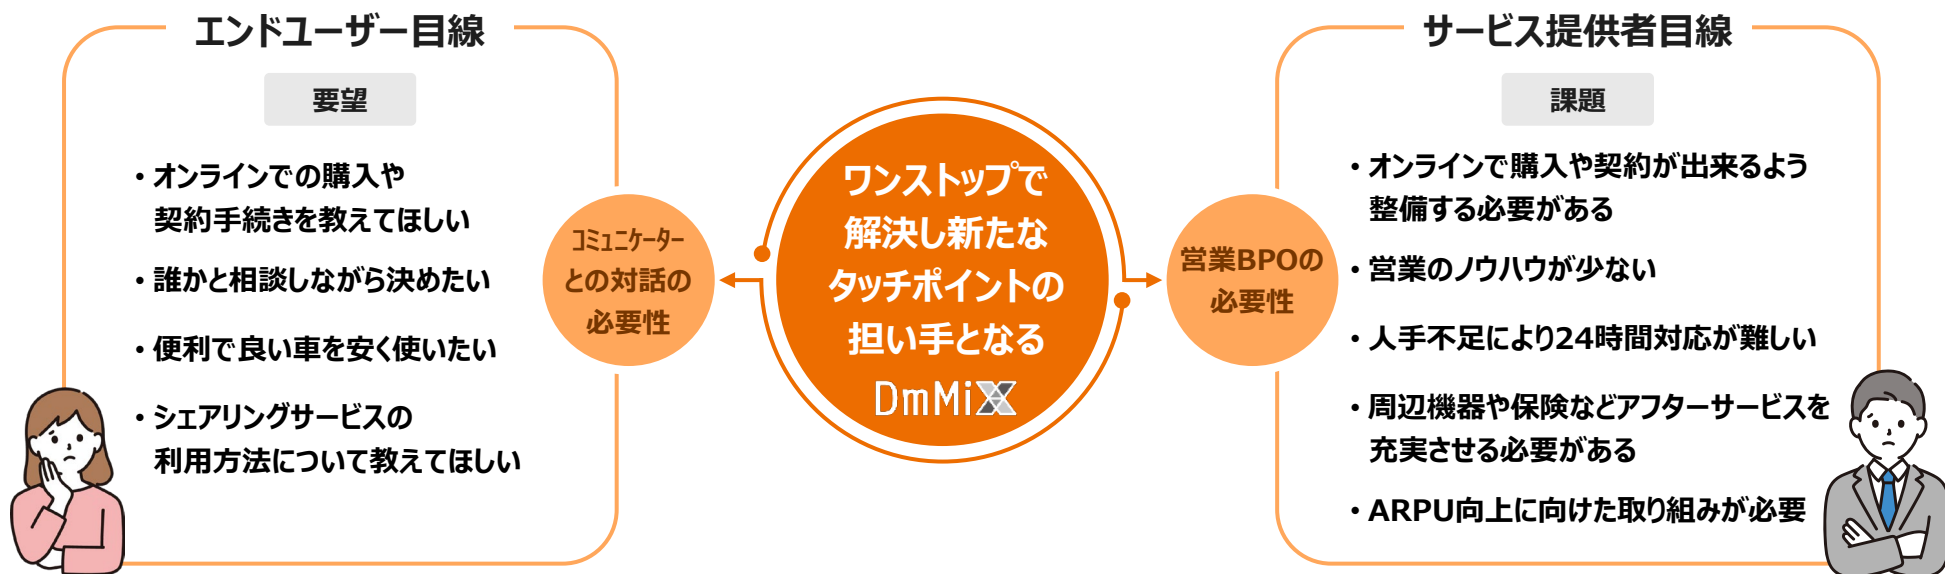 エンドユーザー目線
要望
・オンラインでの購入や
契約手続きを教えてほしい
・誰かと相談しながら決めたい
・便利で良い車を安く使いたい
・シェアリングサービスの
利用方法について教えてほしい
コミュニケーター
との対話の
必要性
ワンストップで
解決し新たな
タッチポイントの
担い手となる
DmMiX
営業BPOの
必要性
サービス提供者目線
課題
・オンラインで購入や契約が出来るよう
整備する必要がある
・営業のノウハウが少ない
・人手不足により24時間対応が難しい
・周辺機器や保険などアフターサービスを
充実させる必要がある
・ARPU向上に向けた取り組みが必要